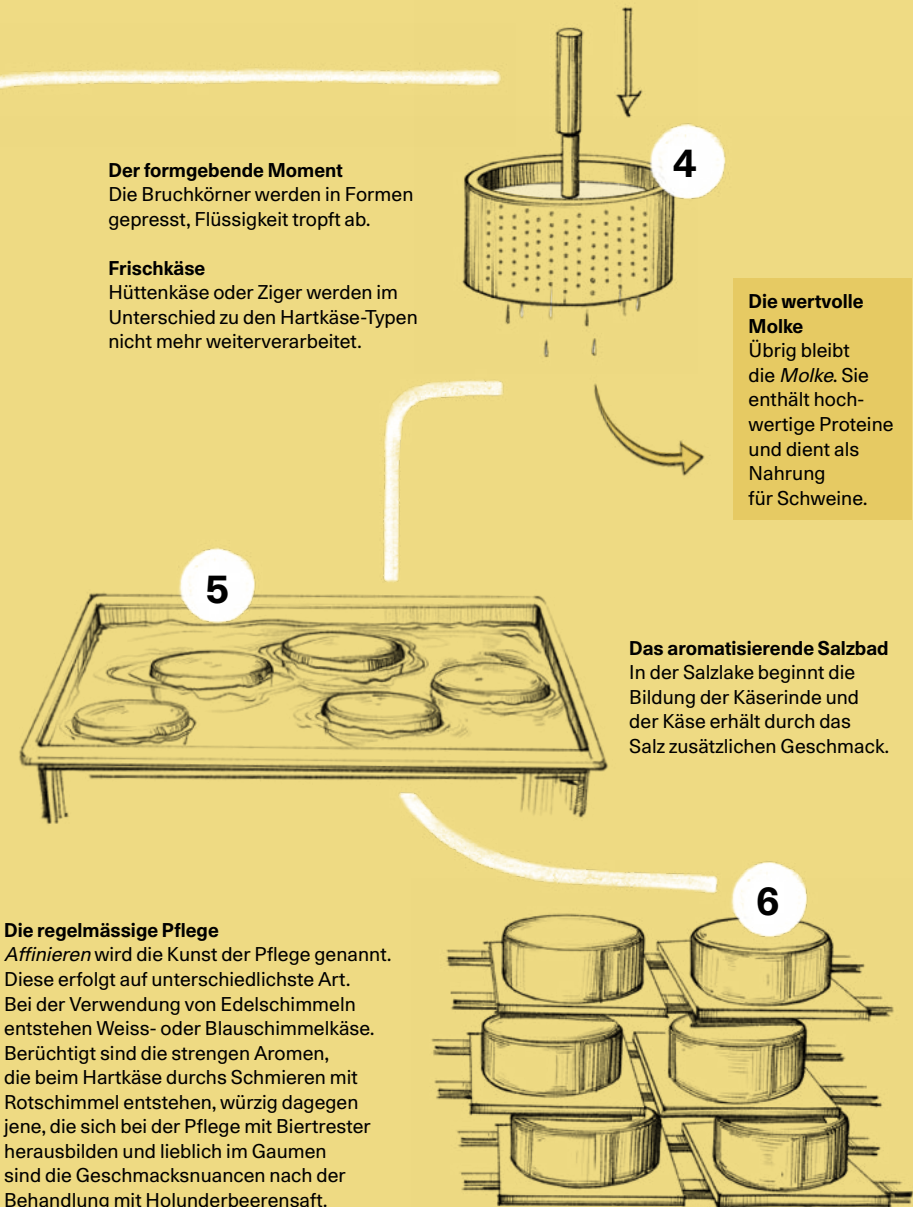 4
Der formgebende Moment
Die Bruchkörner werden in Formen
gepresst, Flüssigkeit tropft ab.
Frischkäse
Hüttenkäse oder Ziger werden im
Unterschied zu den Hartkäse-Typen
nicht mehr weiterverarbeitet.
Die wertvolle
Molke
Übrig bleibt
die Molke. Sie
enthält hoch-
wertige Proteine
und dient als
Nahrung
für Schweine.
5
Das aromatisierende Salzbad
In der Salzlake beginnt die
Bildung der Käserinde und
der Käse erhält durch das
Salz zusätzlichen Geschmack.
6
Die regelmässige Pflege
Affinieren wird die Kunst der Pflege genannt.
Diese erfolgt auf unterschiedlichste Art.
Bei der Verwendung von Edelschimmeln
entstehen Weiss- oder Blauschimmelkäse.
Berüchtigt sind die strengen Aromen,
die beim Hartkäse durchs Schmieren mit
Rotschimmel entstehen, würzig dagegen
jene, die sich bei der Pflege mit Biertrester
herausbilden und lieblich im Gaumen
sind die Geschmacksnuancen nach der
Behandlung mit Holunderbeerensaft.